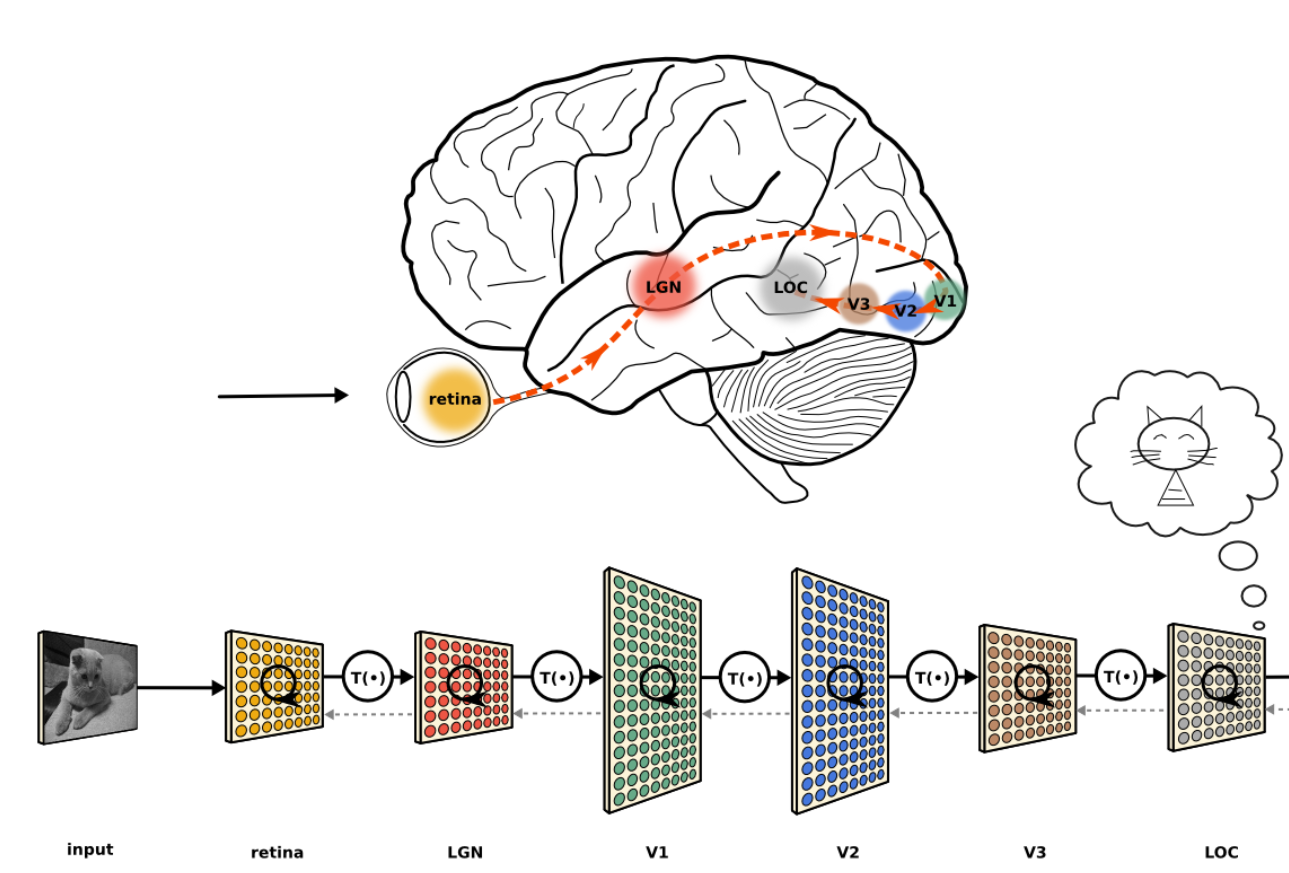 LGN
LOC
V3
V2
V1
retina
T(•)
T(•)
T(•)
T(•)
T(•)
input
retina
LGN
V1
V2
V3
LOC